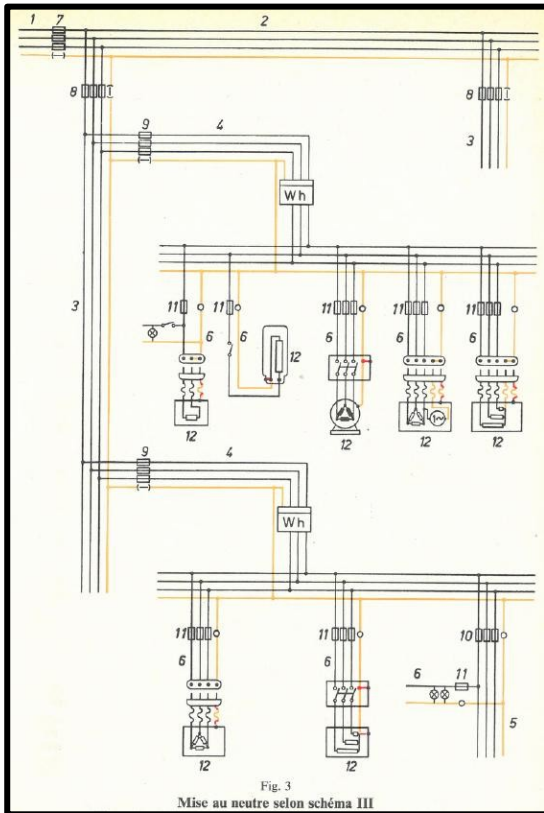 1 7 2
8 8
9 4 3
Wh
3
11 11 11 11 11
6 6 6 6 6
12
12 12 12 12
9 4
Wh
11 11 10
6 6 6 11
5
12 12
Fig. 3
Mise au neutre selon schéma III